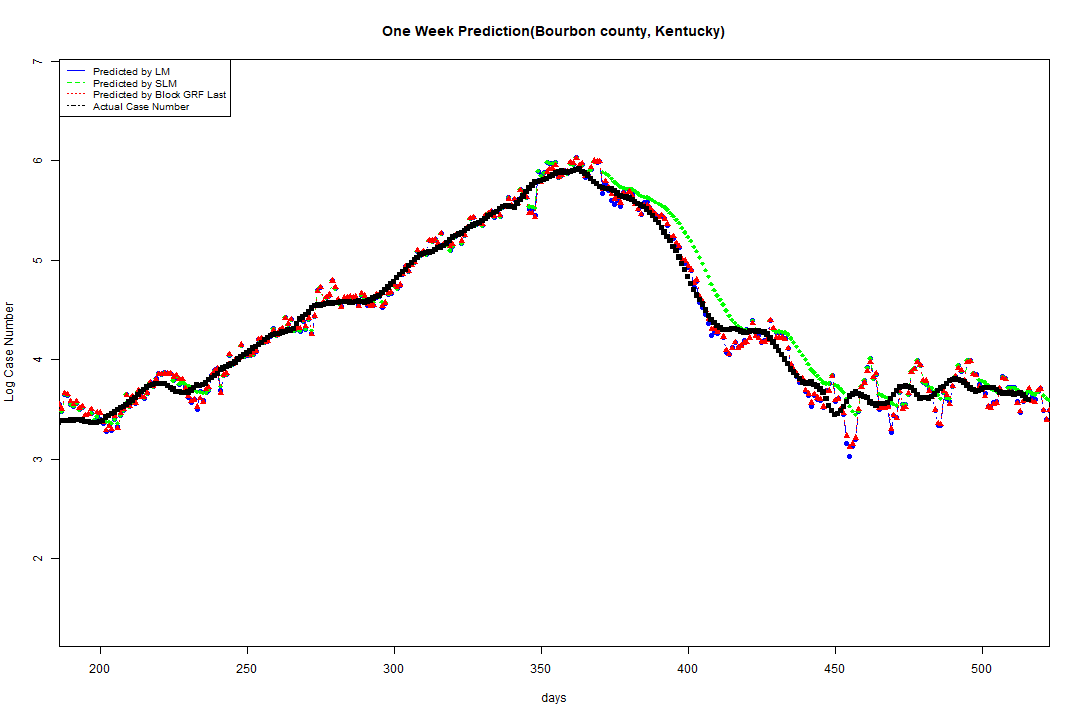 One Week Prediction(Bourbon county, Kentucky)
Predicted by LM
Predicted by SLM
Predicted by Block GRF Last
Actual Case Number
7
6
5
4
3
2
Log Case Number
200 250 300 350 400 450 500
days